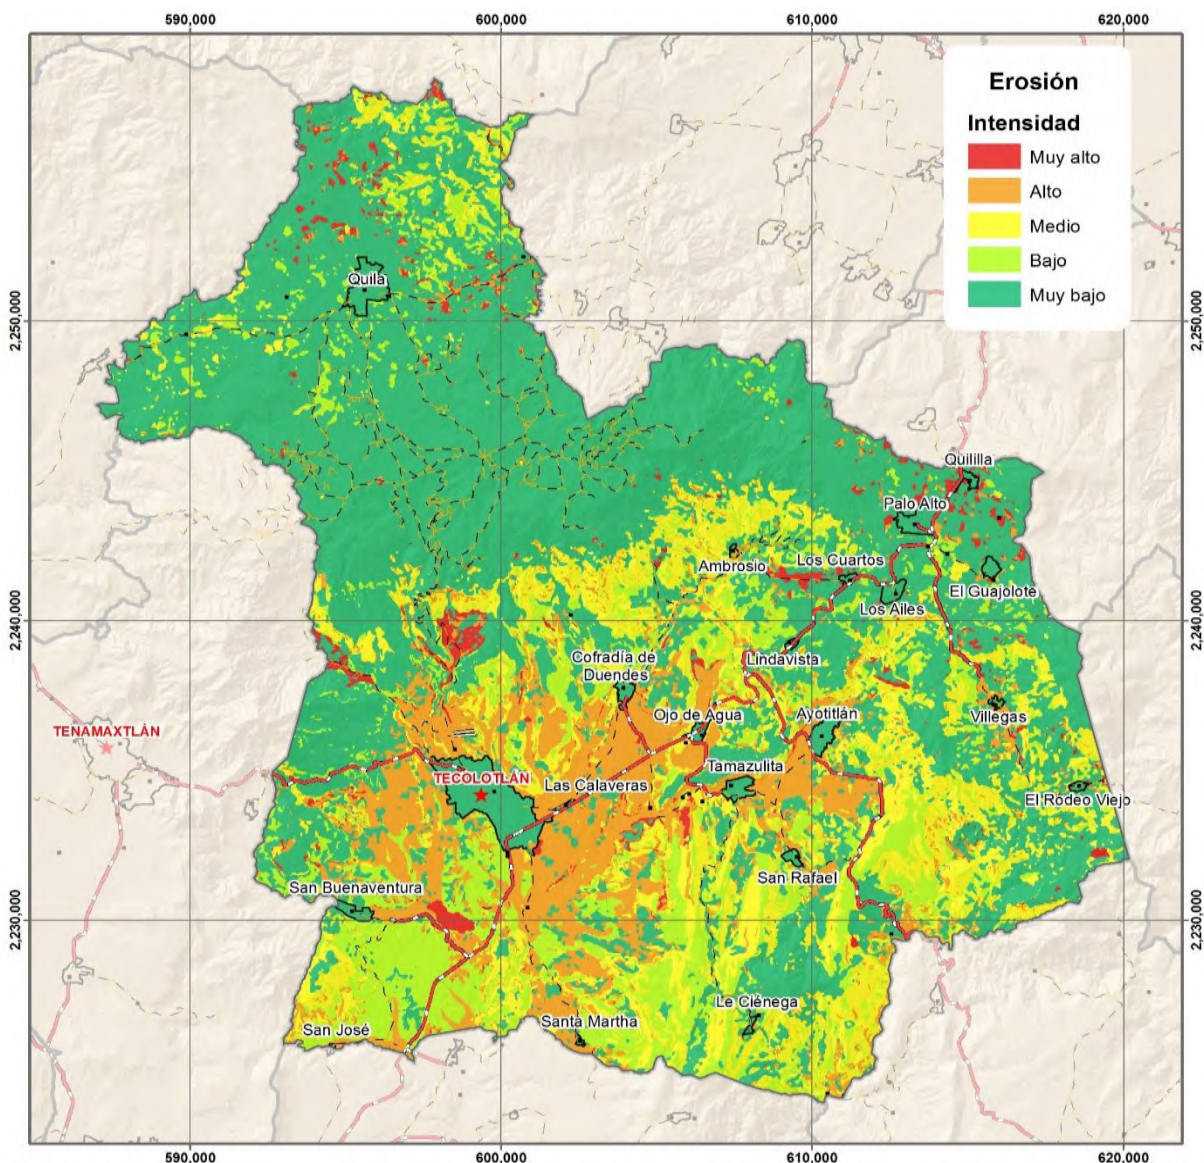 590,000
600,000
610,000
620,000
Erosión
Intensidad
Muy alto
Alto
Medio
Bajo
Muy bajo
Quila
2,250,000
2,250,000
Quililla
Palo Alto
Ambrosio
Los Cuartos
El Guajolote
Los Ailes
2,240,000
2,240,000
Cofradía de
Duendes
Lindavista
Ojo de Agua
Ayotitlán
Villegas
TENAMAXTLÁN
Tamazulita
TECOLOTLÁN
Las Calaveras
El Rodeo Viejo
San Rafael
San Buenaventura
2,230,000
2,230,000
Le Ciénega
Santa Martha
San José
590,000
600,000
610,000
620,000